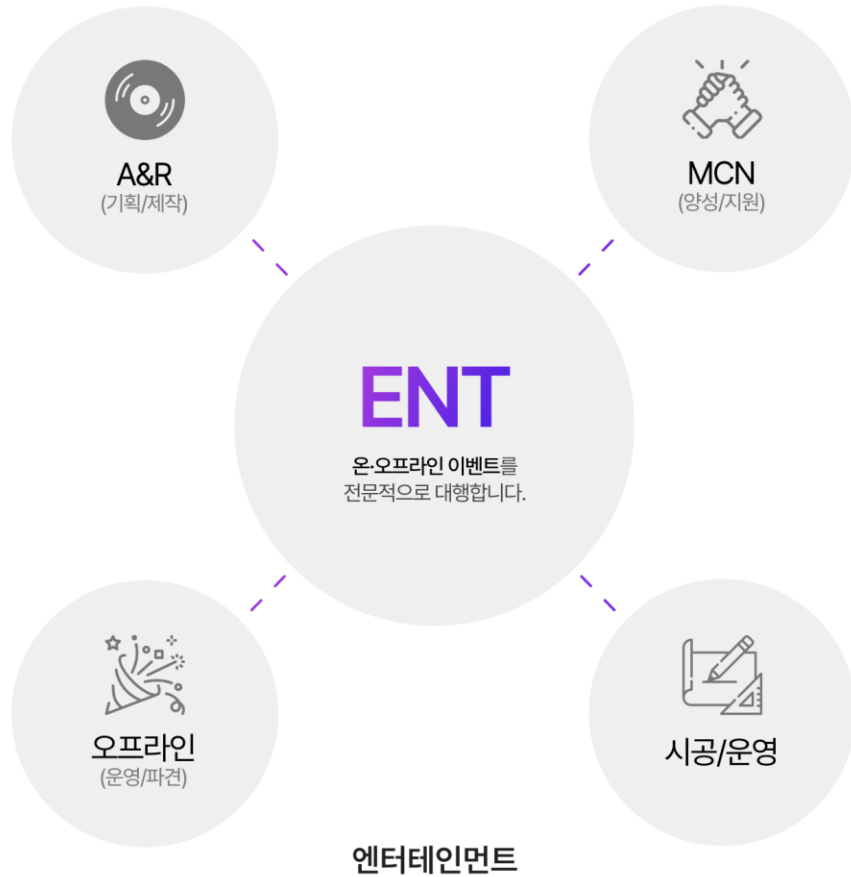 A&R
(기획/제작)
MCN
(양성/지원)
ENT
온·오프라인 이벤트를
전문적으로 대행합니다.
오프라인
(운영/파견)
시공/운영
엔터테인먼트